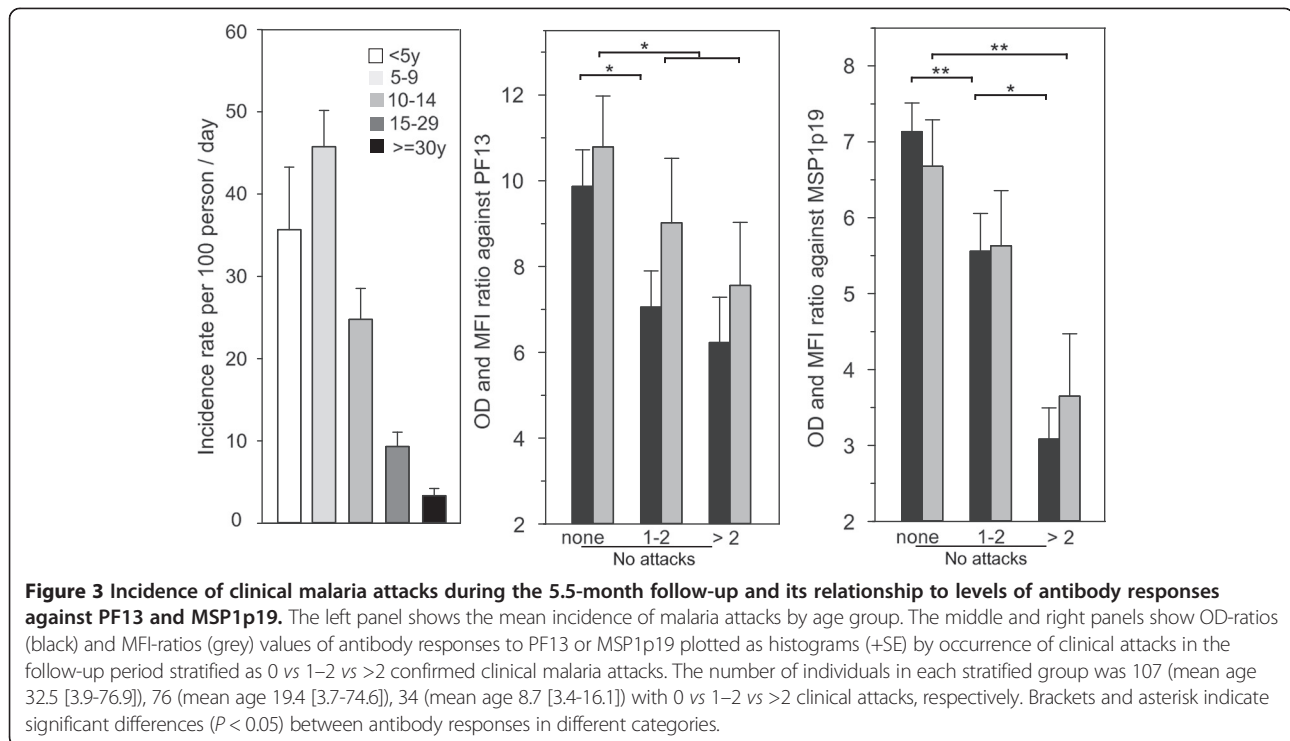 Incidence rate per 100 person / day
60
50
40
30
20
10
0
<5y
5-9
10-14
15-29
>=30y
OD and MFI ratio against PF13
12
10
8
6
4
2
*
*
none 1-2 > 2
No attacks
OD and MFI ratio against MSP1p19
8
7
6
5
4
3
2
**
**
*
none 1-2 > 2
No attacks
Figure 3 Incidence of clinical malaria attacks during the 5.5-month follow-up and its relationship to levels of antibody responses
against PF13 and MSP1p19. The left panel shows the mean incidence of malaria attacks by age group. The middle and right panels show OD-ratios
(black) and MFI-ratios (grey) values of antibody responses to PF13 or MSP1p19 plotted as histograms (+SE) by occurrence of clinical attacks in the
follow-up period stratified as 0 vs 1–2 vs >2 confirmed clinical malaria attacks. The number of individuals in each stratified group was 107 (mean age
32.5 [3.9-76.9]), 76 (mean age 19.4 [3.7-74.6]), 34 (mean age 8.7 [3.4-16.1]) with 0 vs 1–2 vs >2 clinical attacks, respectively. Brackets and asterisk indicate
significant differences (P < 0.05) between antibody responses in different categories.